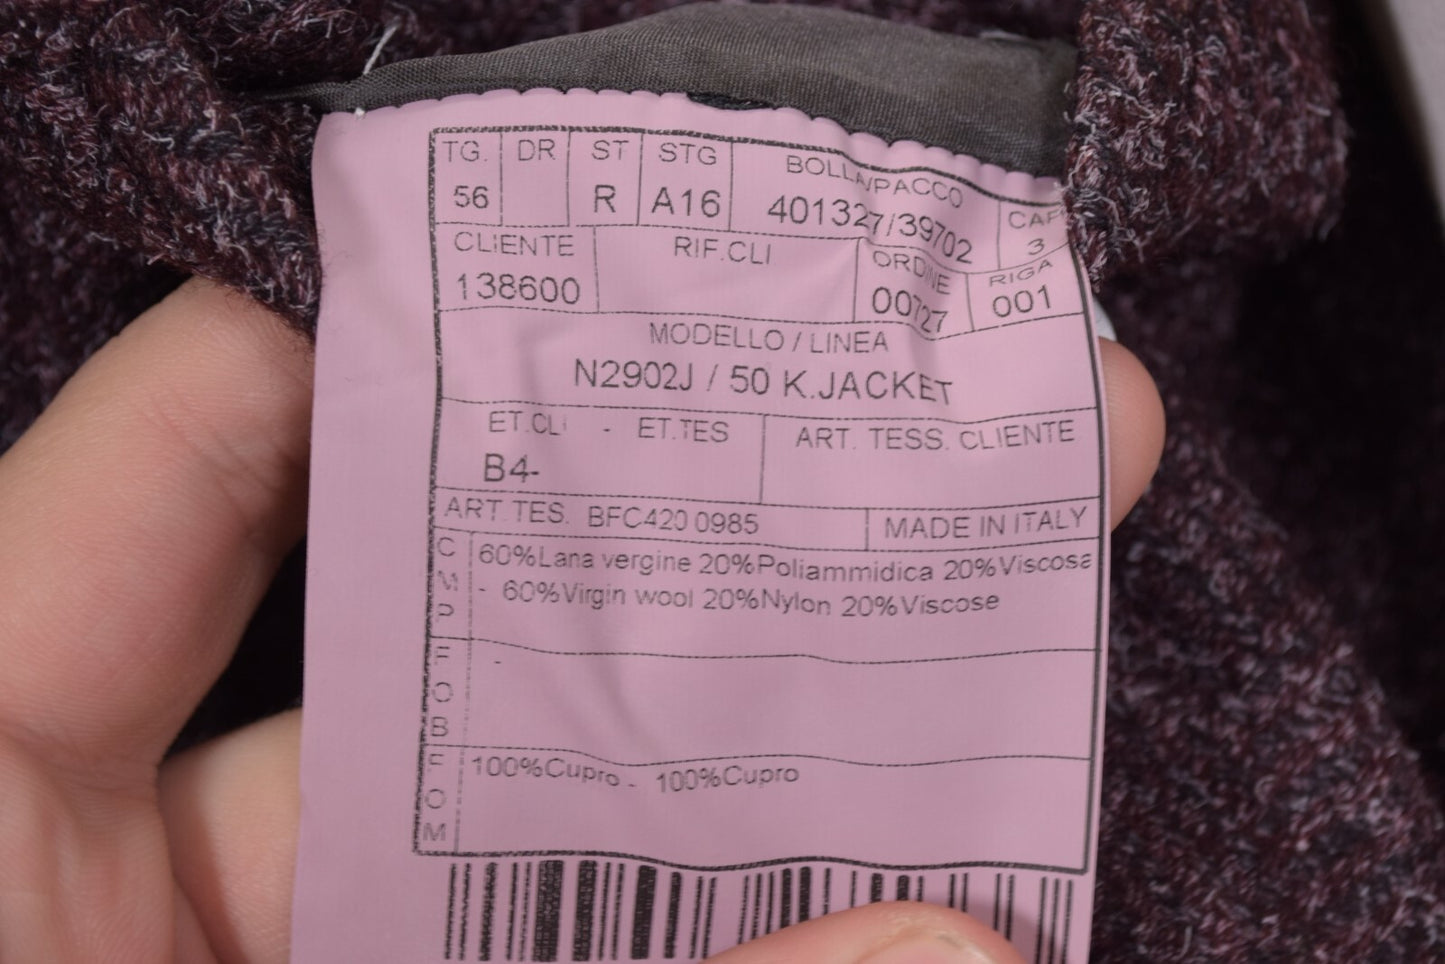 TG. DR ST STG BOLLA/PACCO
56 R A16 401327/39702 CAP
3
CLIENTE RIF.CLI ORDINE RIGA
138600 00727 001
MODELLO / LINEA
N2902J / 50 K.JACKET
ET.CLI - ET.TES ART. TESS. CLIENTE
B4-
ART.TES. BFC420 0985 MADE IN ITALY
C 60%Lana vergine 20%Poliammidica 20%Viscosa
M - 60%Virgin wool 20%Nylon 20%Viscose
P
F -
O
B
F 100%Cupro - 100%Cupro
O
M